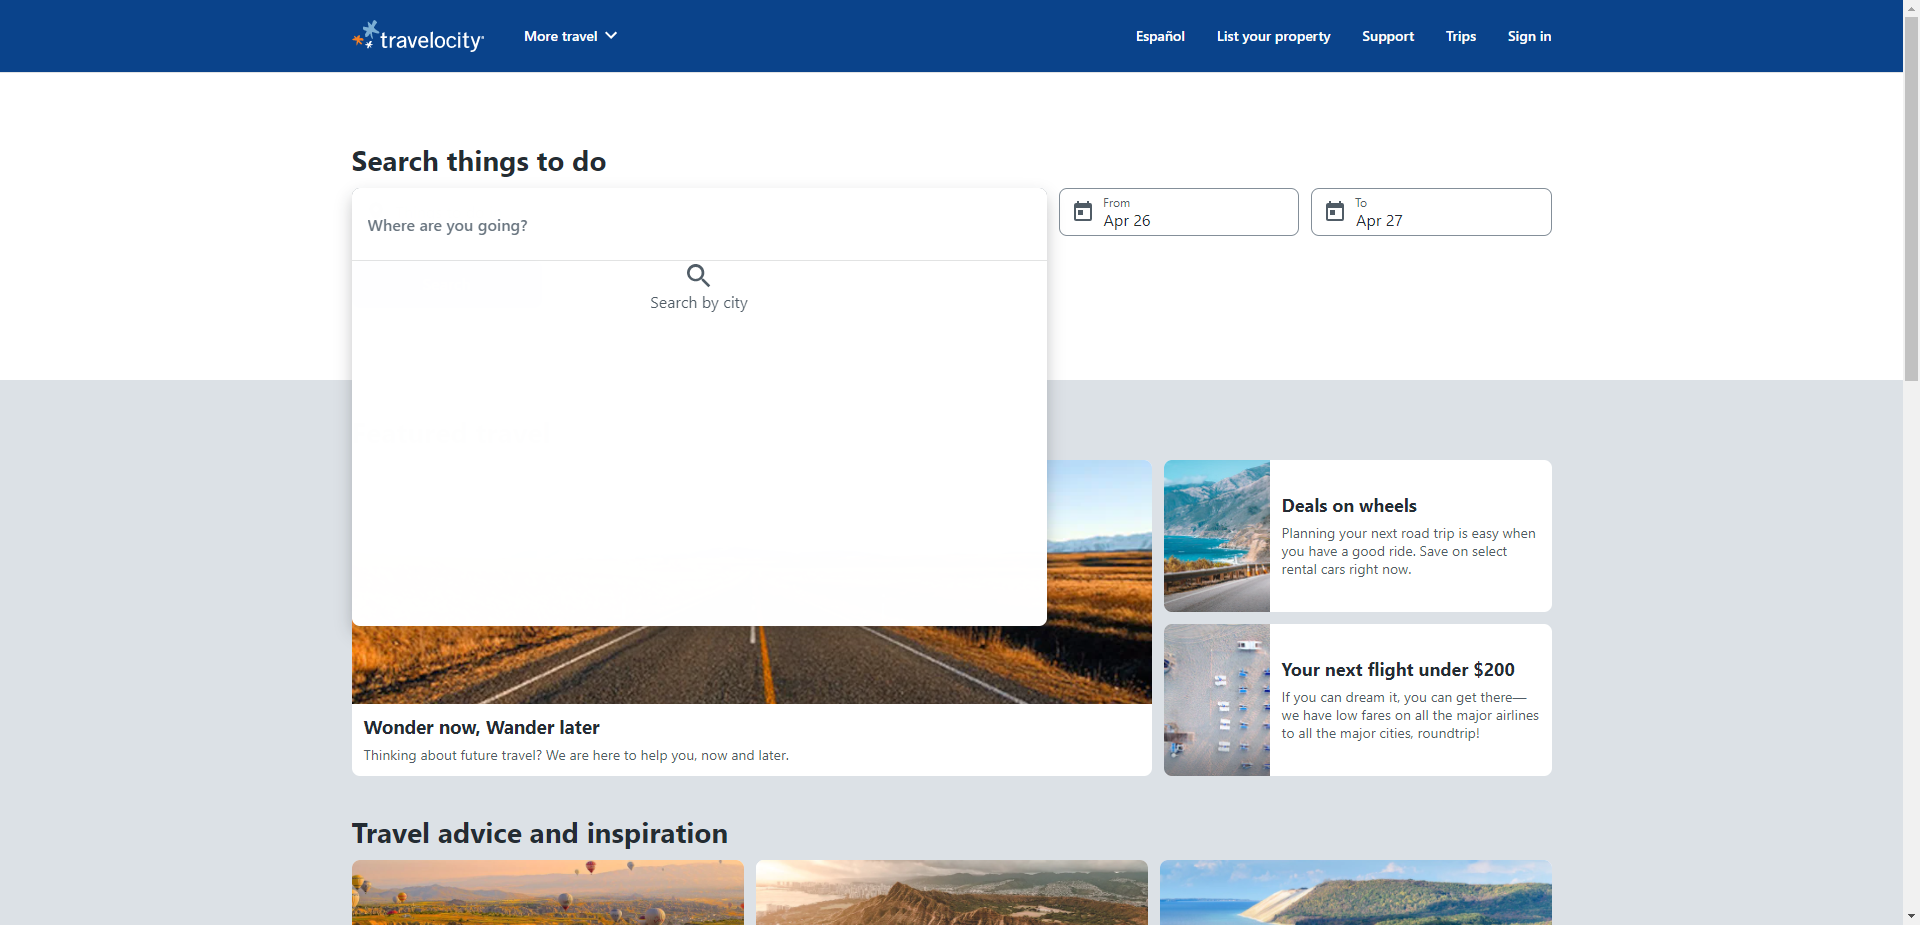 travelocity
More travel
Español
List your property
Support
Trips
Sign in
Search things to do
Where are you going?
From
Apr 26
To
Apr 27
Search by city
Deals on wheels
Planning your next road trip is easy when
you have a good ride. Save on select
rental cars right now.
Your next flight under $200
If you can dream it, you can get there—
we have low fares on all the major airlines
to all the major cities, roundtrip!
Wonder now, Wander later
Thinking about future travel? We are here to help you, now and later.
Travel advice and inspiration